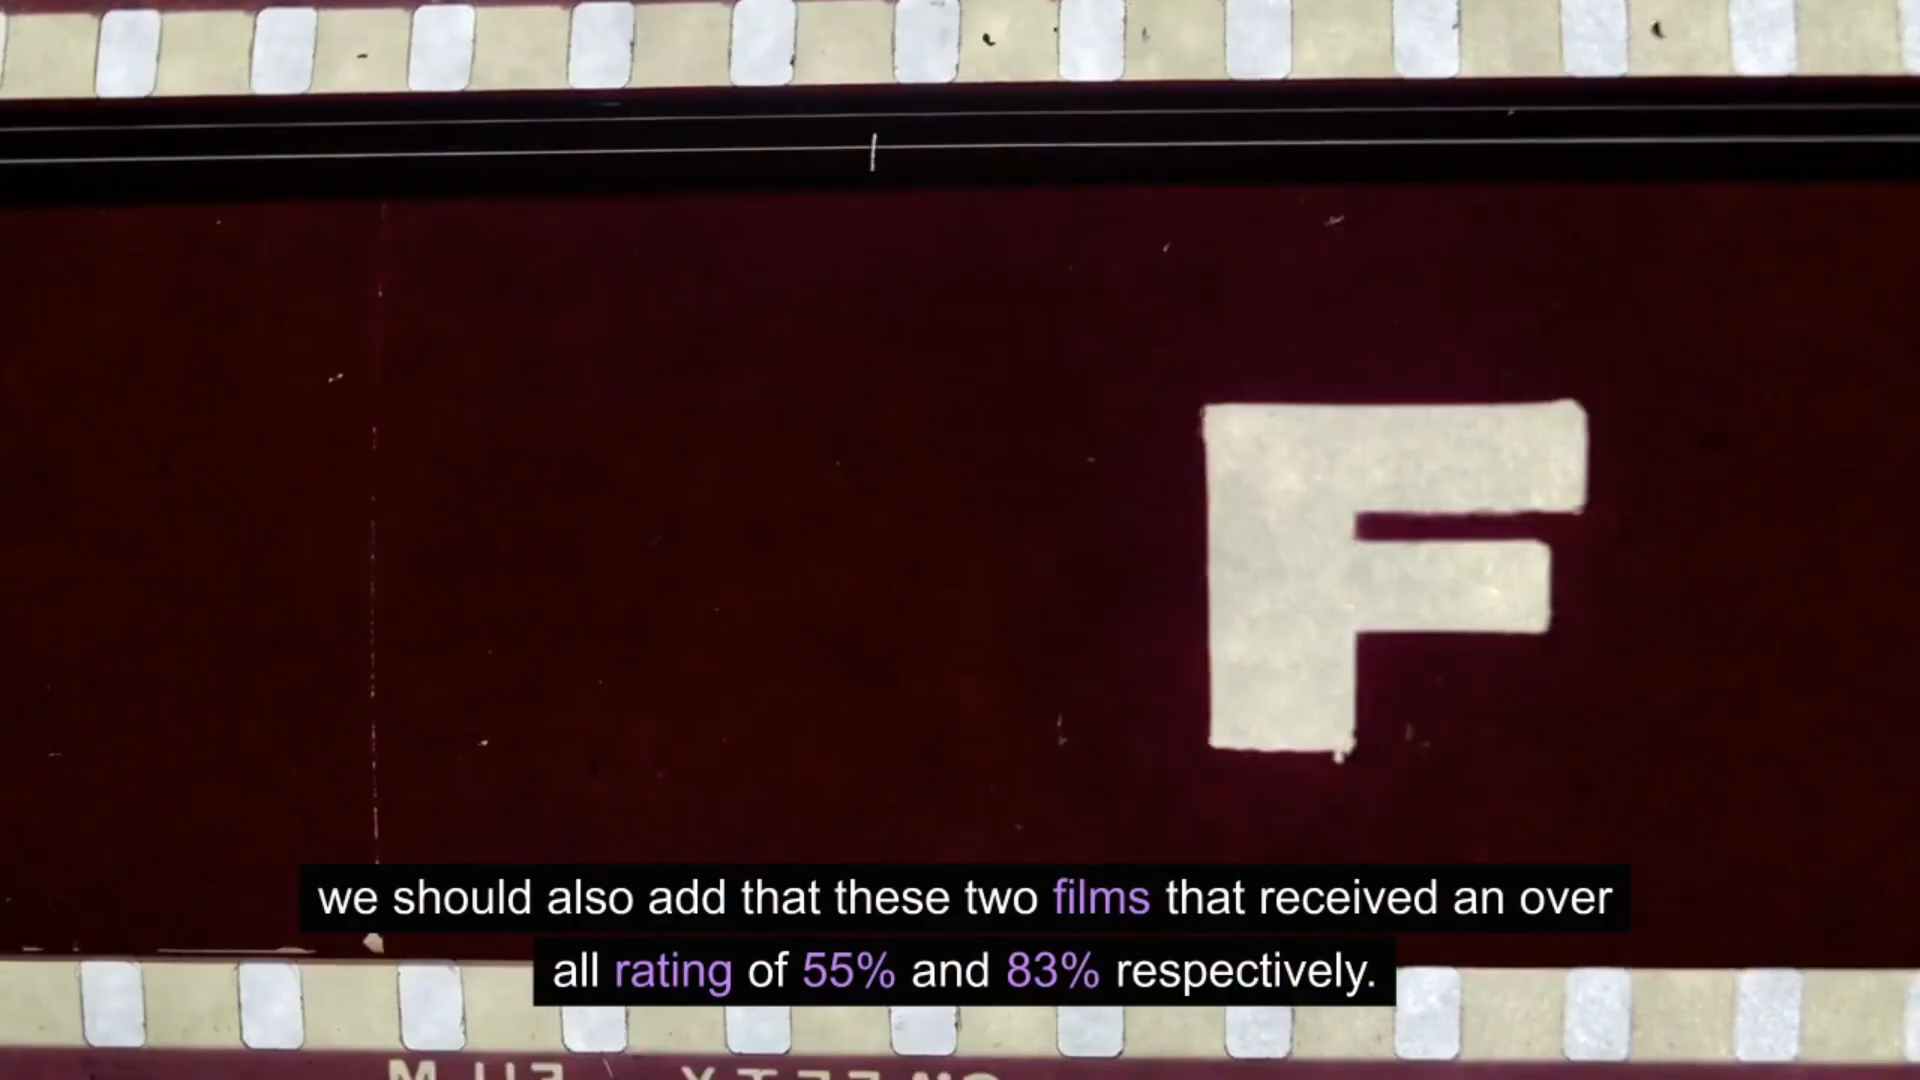 F
we should also add that these two films that received an over
all rating of 55% and 83% respectively.